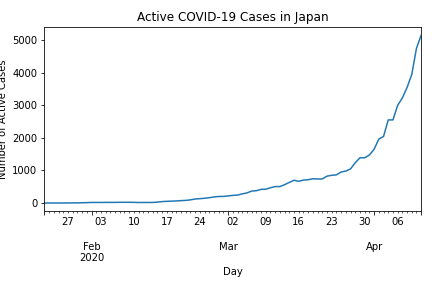 Active COVID-19 Cases in Japan
5000
4000
3000
2000
1000
0
Number of Active Cases
27 03 10 17 24 02 09 16 23 30 06
Feb Mar Apr
2020
Day